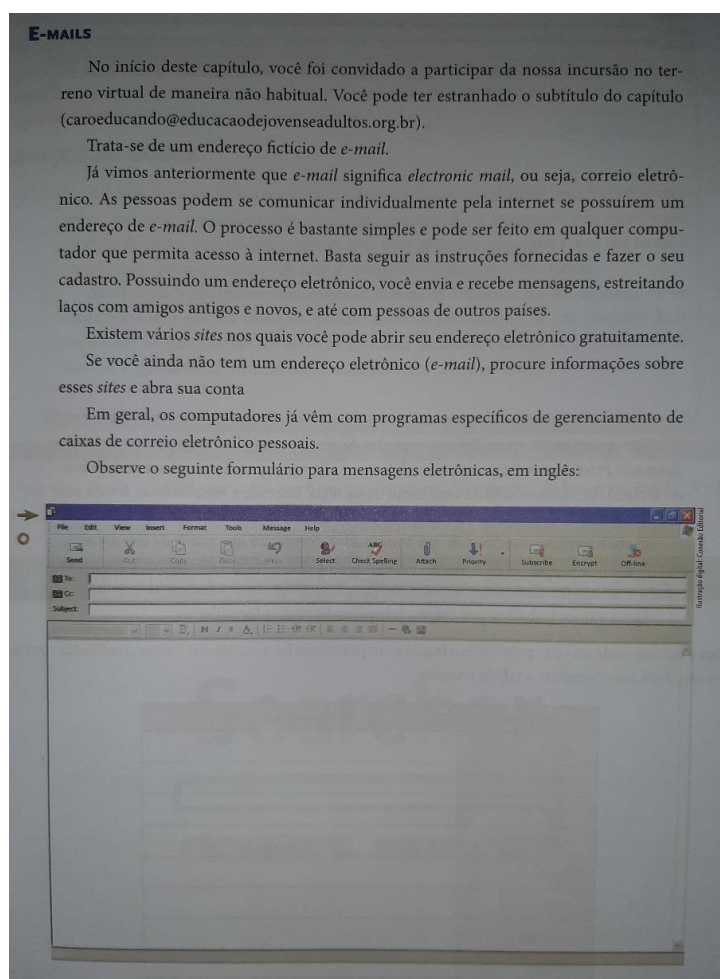 E-MAILS
No início deste capítulo, você foi convidado a participar da nossa incursão no ter-
reno virtual de maneira não habitual. Você pode ter estranhado o subtítulo do capítulo
(caroeducando@educacaodejovenseadultos.org.br).
Trata-se de um endereço fictício de e-mail.
Já vimos anteriormente que e-mail significa electronic mail, ou seja, correio eletrô-
nico. As pessoas podem se comunicar individualmente pela internet se possuírem um
endereço de e-mail. O processo é bastante simples e pode ser feito em qualquer compu-
tador que permita acesso à internet. Basta seguir as instruções fornecidas e fazer o seu
cadastro. Possuindo um endereço eletrônico, você envia e recebe mensagens, estreitando
laços com amigos antigos e novos, e até com pessoas de outros países.
Existem vários sites nos quais você pode abrir seu endereço eletrônico gratuitamente.
Se você ainda não tem um endereço eletrônico (e-mail), procure informações sobre
esses sites e abra sua conta
Em geral, os computadores já vêm com programas específicos de gerenciamento de
caixas de correio eletrônico pessoais.
Observe o seguinte formulário para mensagens eletrônicas, em inglês:
File Edit View Insert Format Tools Message Help
Send Cut Copy Paste Undo Select Check Spelling Attach Priority Subscribe Encrypt Off-line
To:
Cc:
Subject:
Ilustração digital: Conexão Editorial